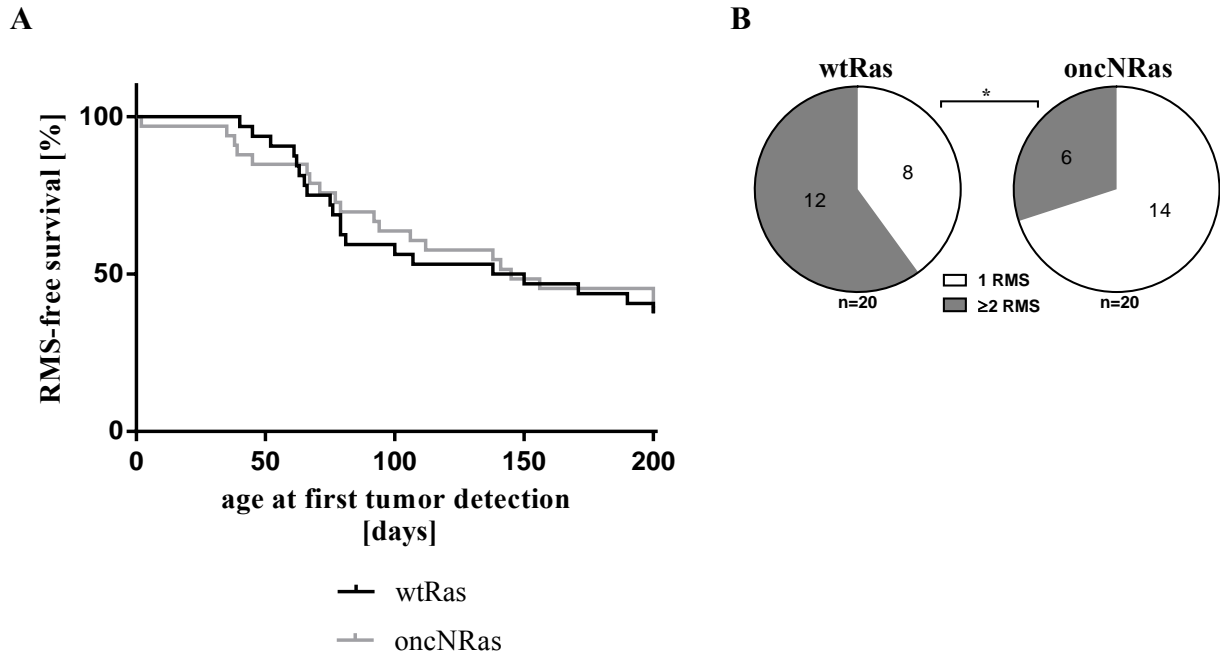 A
RMS-free survival [%]
100
50
0
0 50 100 150 200
age at first tumor detection
[days]
wtRas
oncNRas
B
wtRas
oncNRas
*
8
12
6
14
1 RMS
≥2 RMS
n=20
n=20